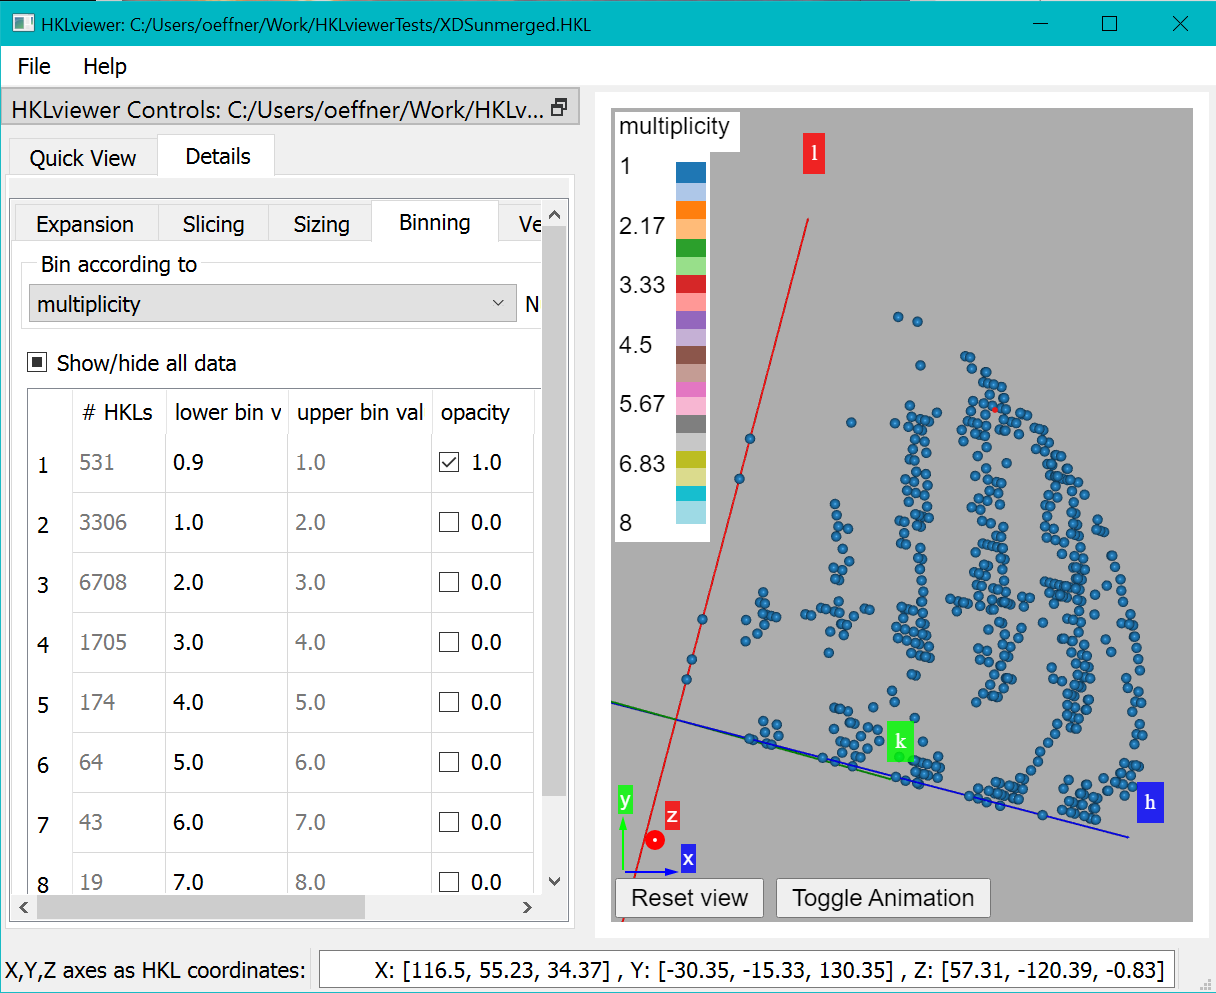 HKLviewer: C:/Users/oeffner/Work/HKLviewerTests/XDSunmerged.HKL
File Help
HKLviewer Controls: C:/Users/oeffner/Work/HKLv...
Quick View Details
Expansion Slicing Sizing Binning Ve
Bin according to
multiplicity N
Show/hide all data
# HKLs lower bin v upper bin val opacity
1 531 0.9 1.0 1.0
2 3306 1.0 2.0 0.0
3 6708 2.0 3.0 0.0
4 1705 3.0 4.0 0.0
5 174 4.0 5.0 0.0
6 64 5.0 6.0 0.0
7 43 6.0 7.0 0.0
8 19 7.0 8.0 0.0
multiplicity
1
2.17
3.33
4.5
5.67
6.83
8
l
k
h
y
z
x
Reset view Toggle Animation
X,Y,Z axes as HKL coordinates: X: [116.5, 55.23, 34.37] , Y: [-30.35, -15.33, 130.35] , Z: [57.31, -120.39, -0.83]